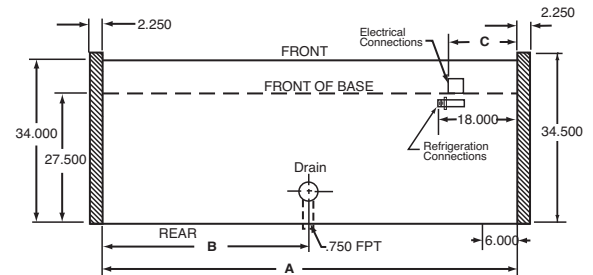 2.250
2.250
Electrical
Connections
C
FRONT
FRONT OF BASE
34.000
27.500
18.000
34.500
Refrigeration
Connections
Drain
REAR
B
.750 FPT
6.000
A